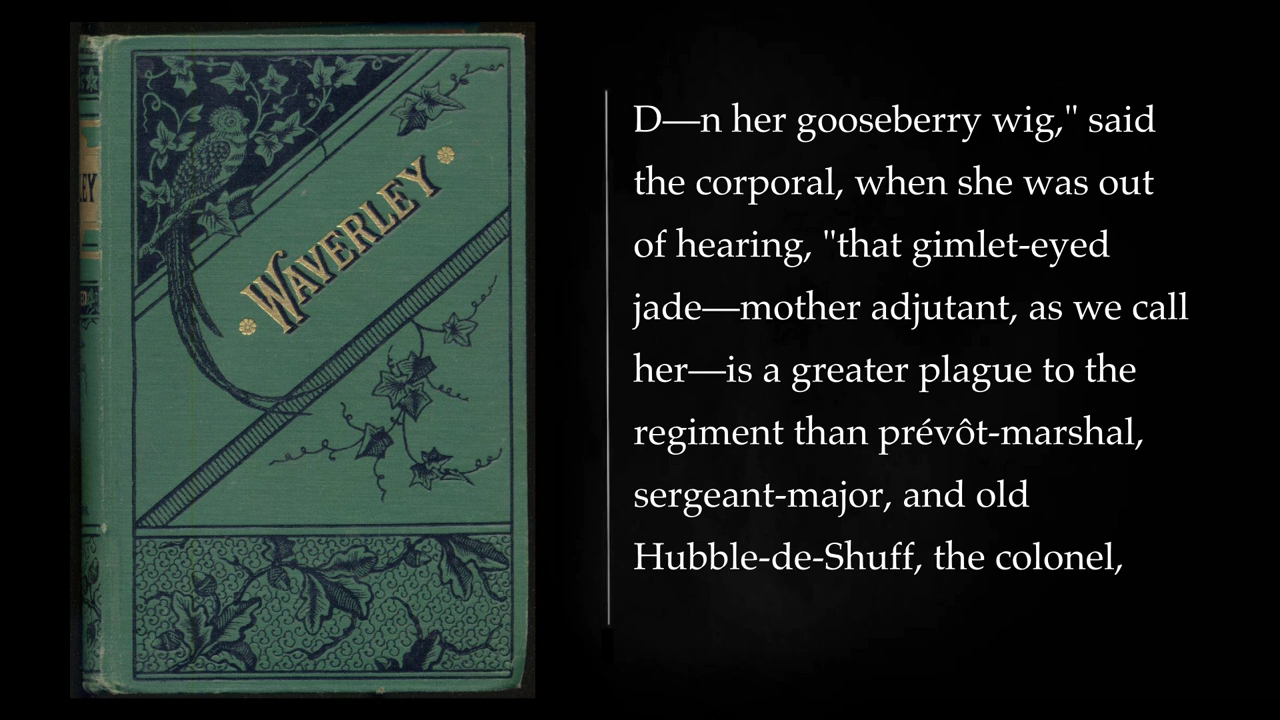 WAVERLEY
D—n her gooseberry wig," said
the corporal, when she was out
of hearing, "that gimlet-eyed
jade—mother adjutant, as we call
her—is a greater plague to the
regiment than prévôt-marshal,
sergeant-major, and old
Hubble-de-Shuff, the colonel,